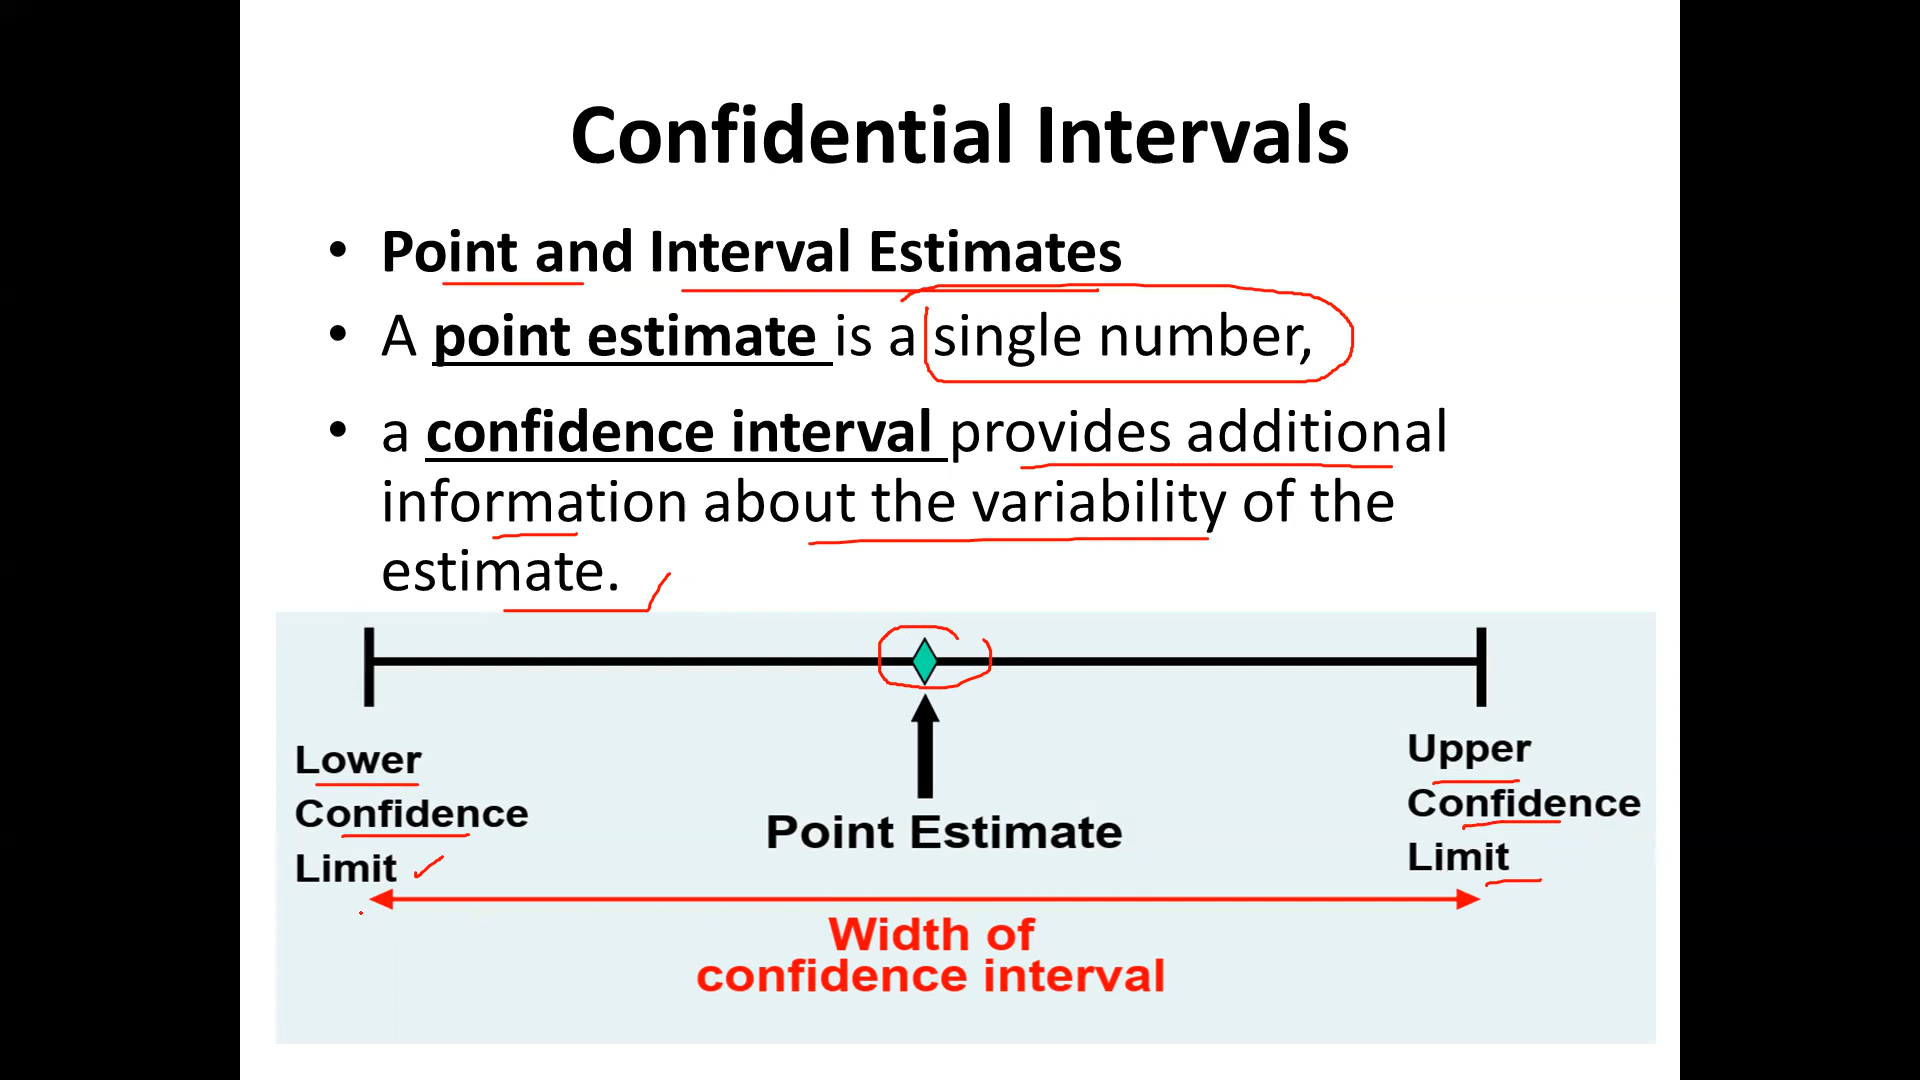 Confidential Intervals
• Point and Interval Estimates
• A point estimate is a single number,
• a confidence interval provides additional
information about the variability of the
estimate.
Lower
Confidence
Limit
Point Estimate
Upper
Confidence
Limit
Width of
confidence interval